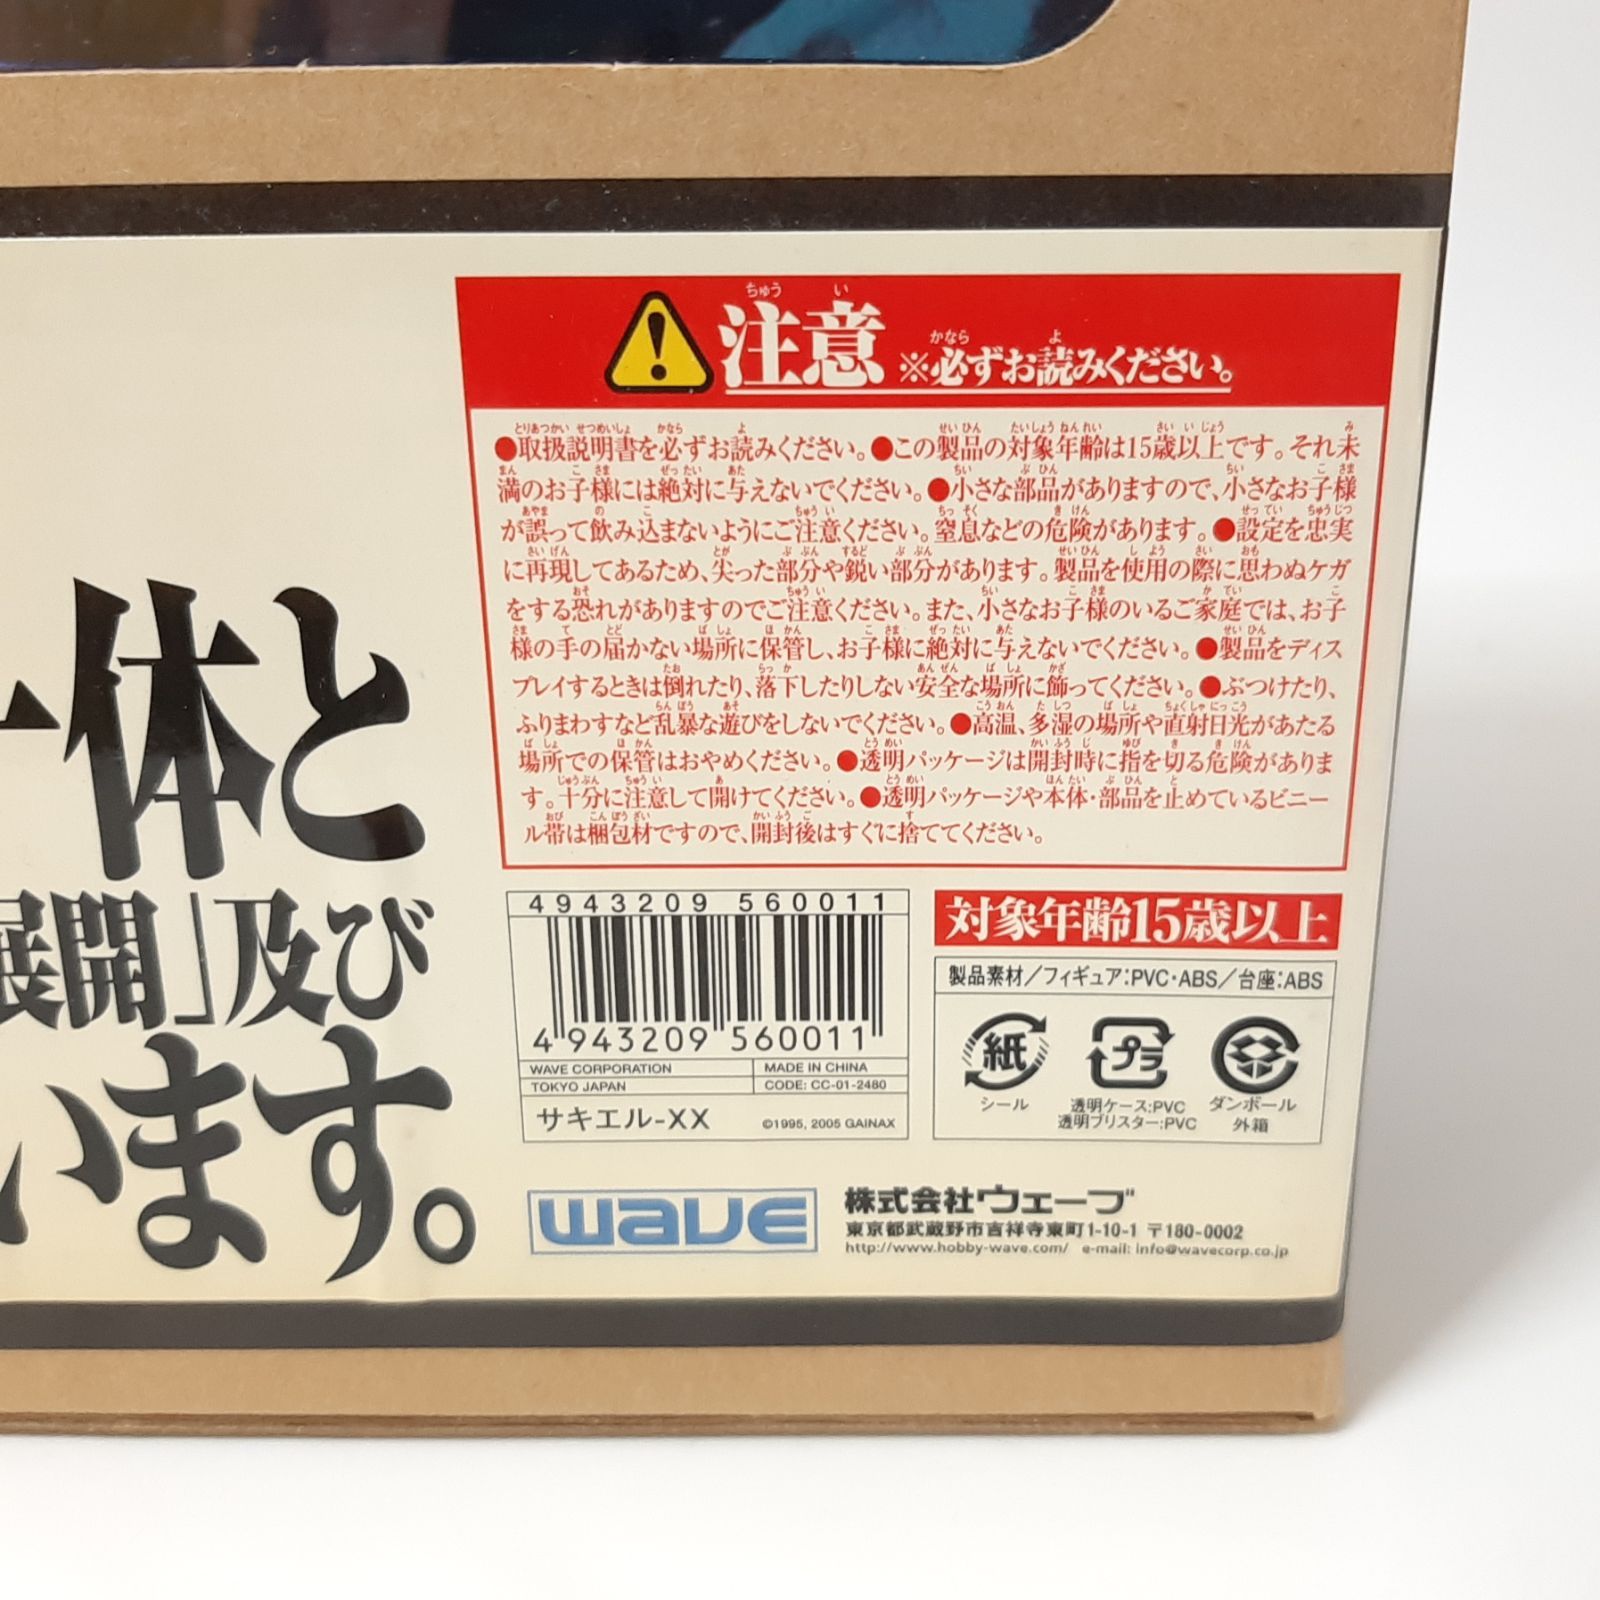 注意 ※必ずお読みください。
●取扱説明書を必ずお読みください。●この製品の対象年齢は15歳以上です。それ未
満のお子様には絶対に与えないでください。●小さな部品がありますので、小さなお子様
が誤って飲み込まないようにご注意ください。窒息などの危険があります。●設定を忠実
に再現してあるため、尖った部分や鋭い部分があります。製品を使用の際に思わぬケガ
をする恐れがありますのでご注意ください。また、小さなお子様のいるご家庭では、お子
様の手の届かない場所に保管し、お子様に絶対に与えないでください。●製品をディス
プレイするときは倒れたり、落下したりしない安全な場所に飾ってください。●ぶつけたり、
ふりまわすなど乱暴な遊びをしないでください。●高温、多湿の場所や直射日光があたる
場所での保管はおやめください。●透明パッケージは開封時に指を切る危険がありま
す。十分に注意して開けてください。●透明パッケージや本体・部品を止めているビニー
ル帯は梱包材ですので、開封後はすぐに捨ててください。
体と
展開」及び
います。
4943209 560011
4 943209 560011
WAVE CORPORATION MADE IN CHINA
TOKYO JAPAN CODE: CC-01-2480
サキエル-XX ©1995, 2005 GAINAX
対象年齢15歳以上
製品素材/フィギュア:PVC・ABS/台座:ABS
紙 プラ
シール 透明ケース:PVC ダンボール
透明ブリスター:PVC 外箱
WAVE 株式会社ウェーブ
東京都武蔵野市吉祥寺東町1-10-1 〒180-0002
http://www.hobby-wave.com/ e-mail: info@wavecorp.co.jp